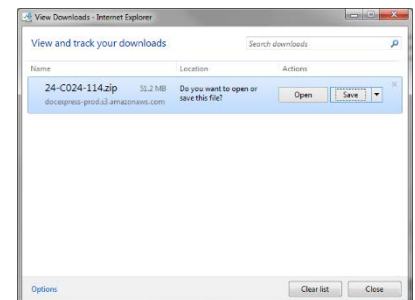 View Downloads - Internet Explorer
View and track your downloads
Search downloads
Name Location Actions
24-C024-114.zip 51.2 MB Do you want to open or Open Save
docexpress-prod.s3.amazonaws.com save this file?
Options Clear list Close